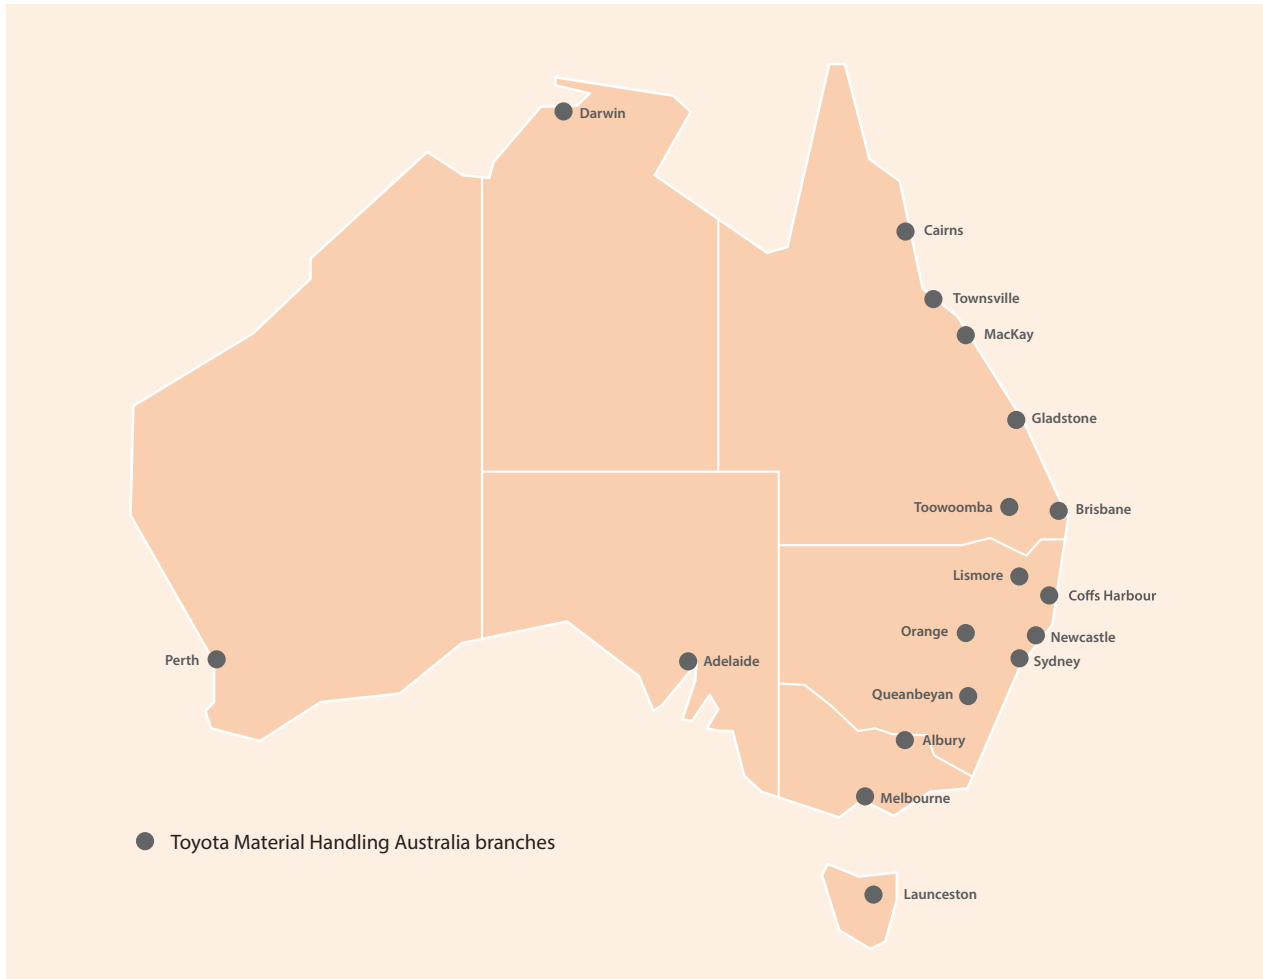 Darwin
Cairns
Townsville
MacKay
Gladstone
Toowoomba
Brisbane
Lismore
Coffs Harbour
Orange
Newcastle
Perth
Adelaide
Sydney
Queanbeyan
Albury
Melbourne
Toyota Material Handling Australia branches
Launceston